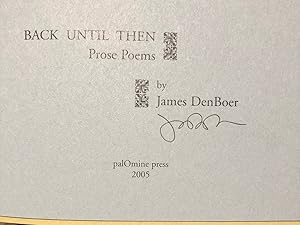 BACK UNTIL THEN
Prose Poems
by
James DenBoer
palOmine press
2005